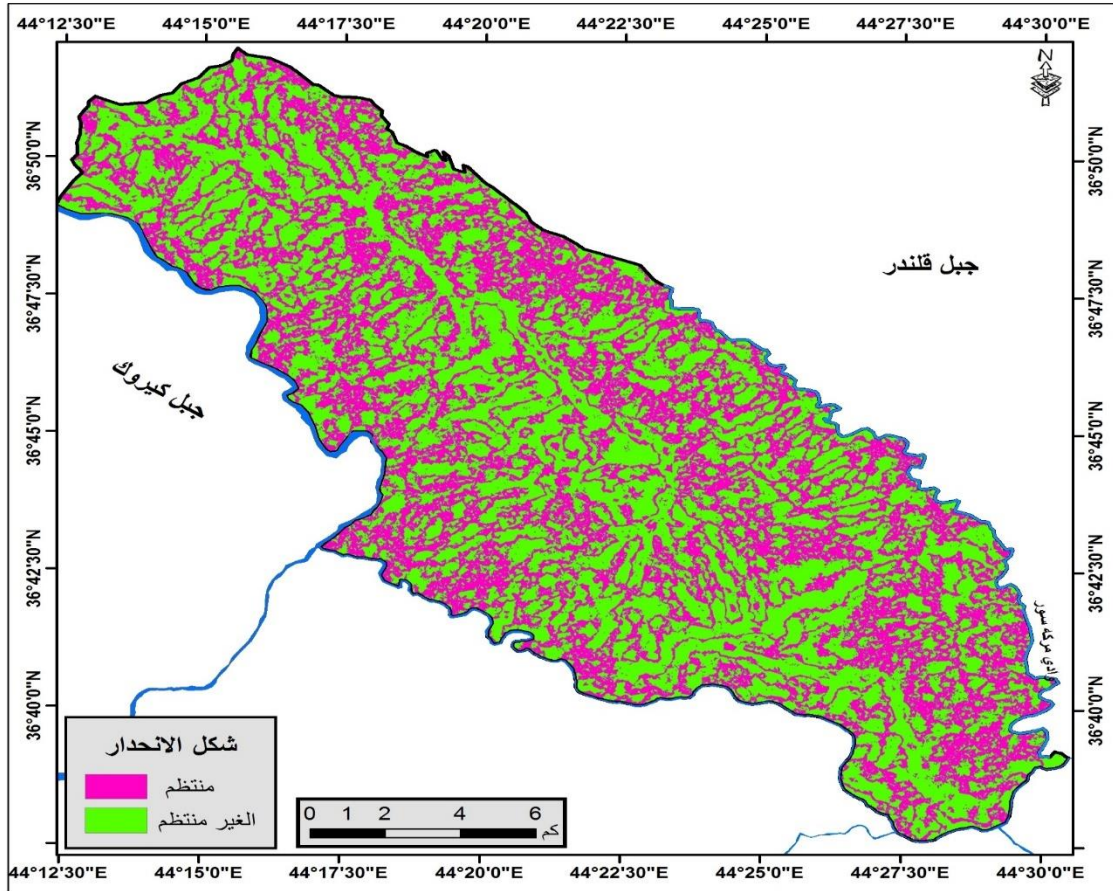 44°12'30"E 44°15'0"E 44°17'30"E 44°20'0"E 44°22'30"E 44°25'0"E 44°27'30"E 44°30'0"E
N
36°50'0"N 36°50'0"N
جبل قلندر
36°47'30"N 36°47'30"N
جبل كيروك
36°45'0"N 36°45'0"N
36°42'30"N 36°42'30"N
وادي مركه سور
36°40'0"N 36°40'0"N
شكل الانحدار
منتظم
الغير منتظم
0 1 2 4 6
كم
44°12'30"E 44°15'0"E 44°17'30"E 44°20'0"E 44°22'30"E 44°25'0"E 44°27'30"E 44°30'0"E